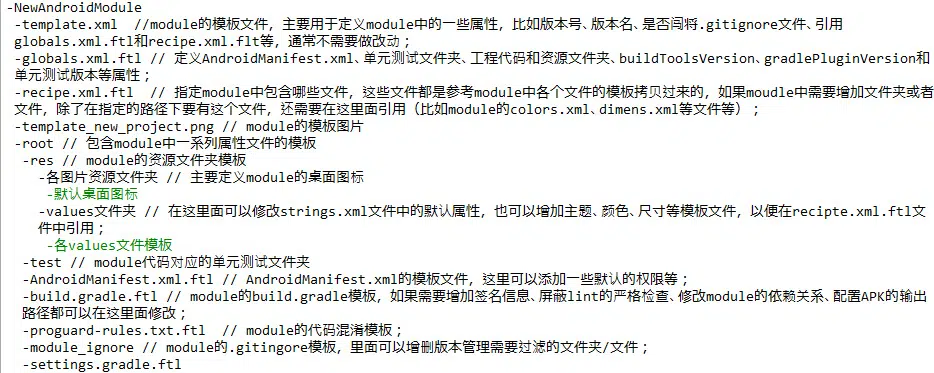 -NewAndroidModule
-template.xml  //module的模板文件，主要用于定义module中的一些属性，比如版本号、版本名、是否闯将.gitignore文件、引用
globals.xml.ftl和recipe.xml.flt等，通常不需要做改动；
-globals.xml.ftl // 定义AndroidManifest.xml、单元测试文件夹、工程代码和资源文件夹、buildToolsVersion、gradlePluginVersion和
单元测试版本等属性；
-recipe.xml.ftl  // 指定module中包含哪些文件，这些文件都是参考module中各个文件的模板拷贝过来的，如果moudle中需要增加文件夹或者
文件，除了在指定的路径下要有这个文件，还需要在这里面引用（比如module的colors.xml、dimens.xml等文件等）；
-template_new_project.png // module的模板图片
-root // 包含module中一系列属性文件的模板
-res // module的资源文件夹模板
-各图片资源文件夹 // 主要定义module的桌面图标
-默认桌面图标
-values文件夹 // 在这里面可以修改strings.xml文件中的默认属性，也可以增加主题、颜色、尺寸等模板文件，以便在recipte.xml.ftl文
件中引用；
-各values文件模板
-test // module代码对应的单元测试文件夹
-AndroidManifest.xml.ftl // AndroidManifest.xml的模板文件，这里可以添加一些默认的权限等；
-build.gradle.ftl // module的build.gradle模板，如果需要增加签名信息、屏蔽lint的严格检查、修改module的依赖关系、配置APK的输出
路径都可以在这里面修改；
-proguard-rules.txt.ftl  // module的代码混淆模板；
-module_ignore // module的.gitingore模板，里面可以增删版本管理需要过滤的文件夹/文件；
-settings.gradle.ftl